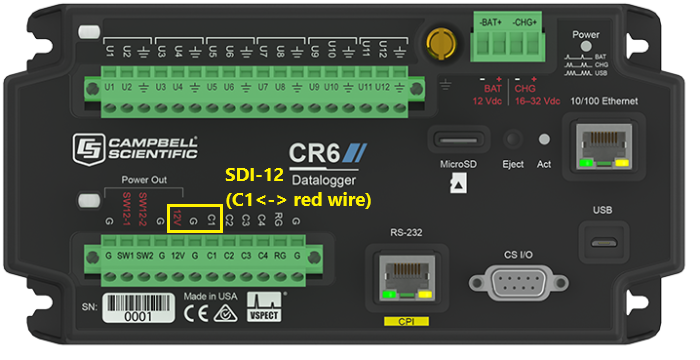 -BAT+ -CHG+
Power
BAT
CHG
USB
U1 U2 U3 U4 U5 U6 U7 U8 U9 U10 U11 U12
U1 U2 U3 U4 U5 U6 U7 U8 U9 U10 U11 U12
- + - +
BAT CHG
12 Vdc 16–32 Vdc
10/100 Ethernet
CS CAMPBELL®
SCIENTIFIC
CR6
Datalogger
MicroSD
Eject
Act
SDI-12
(C1<-> red wire)
Power Out
G SW12-1 SW12-2 G 12V G C1 C2 C3 C4 RG G
G SW1 SW2 G 12V G C1 C2 C3 C4 RG G
RS-232
CPI
CS I/O
USB
SN:
0001
Made in USA
CE
VSPECT